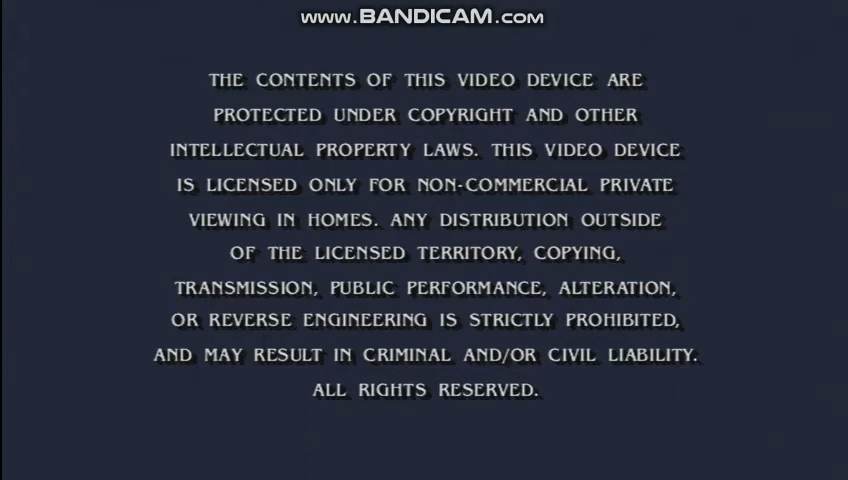 www.BANDICAM.com
THE CONTENTS OF THIS VIDEO DEVICE ARE
PROTECTED UNDER COPYRIGHT AND OTHER
INTELLECTUAL PROPERTY LAWS. THIS VIDEO DEVICE
IS LICENSED ONLY FOR NON-COMMERCIAL PRIVATE
VIEWING IN HOMES. ANY DISTRIBUTION OUTSIDE
OF THE LICENSED TERRITORY, COPYING,
TRANSMISSION, PUBLIC PERFORMANCE, ALTERATION,
OR REVERSE ENGINEERING IS STRICTLY PROHIBITED,
AND MAY RESULT IN CRIMINAL AND/OR CIVIL LIABILITY.
ALL RIGHTS RESERVED.